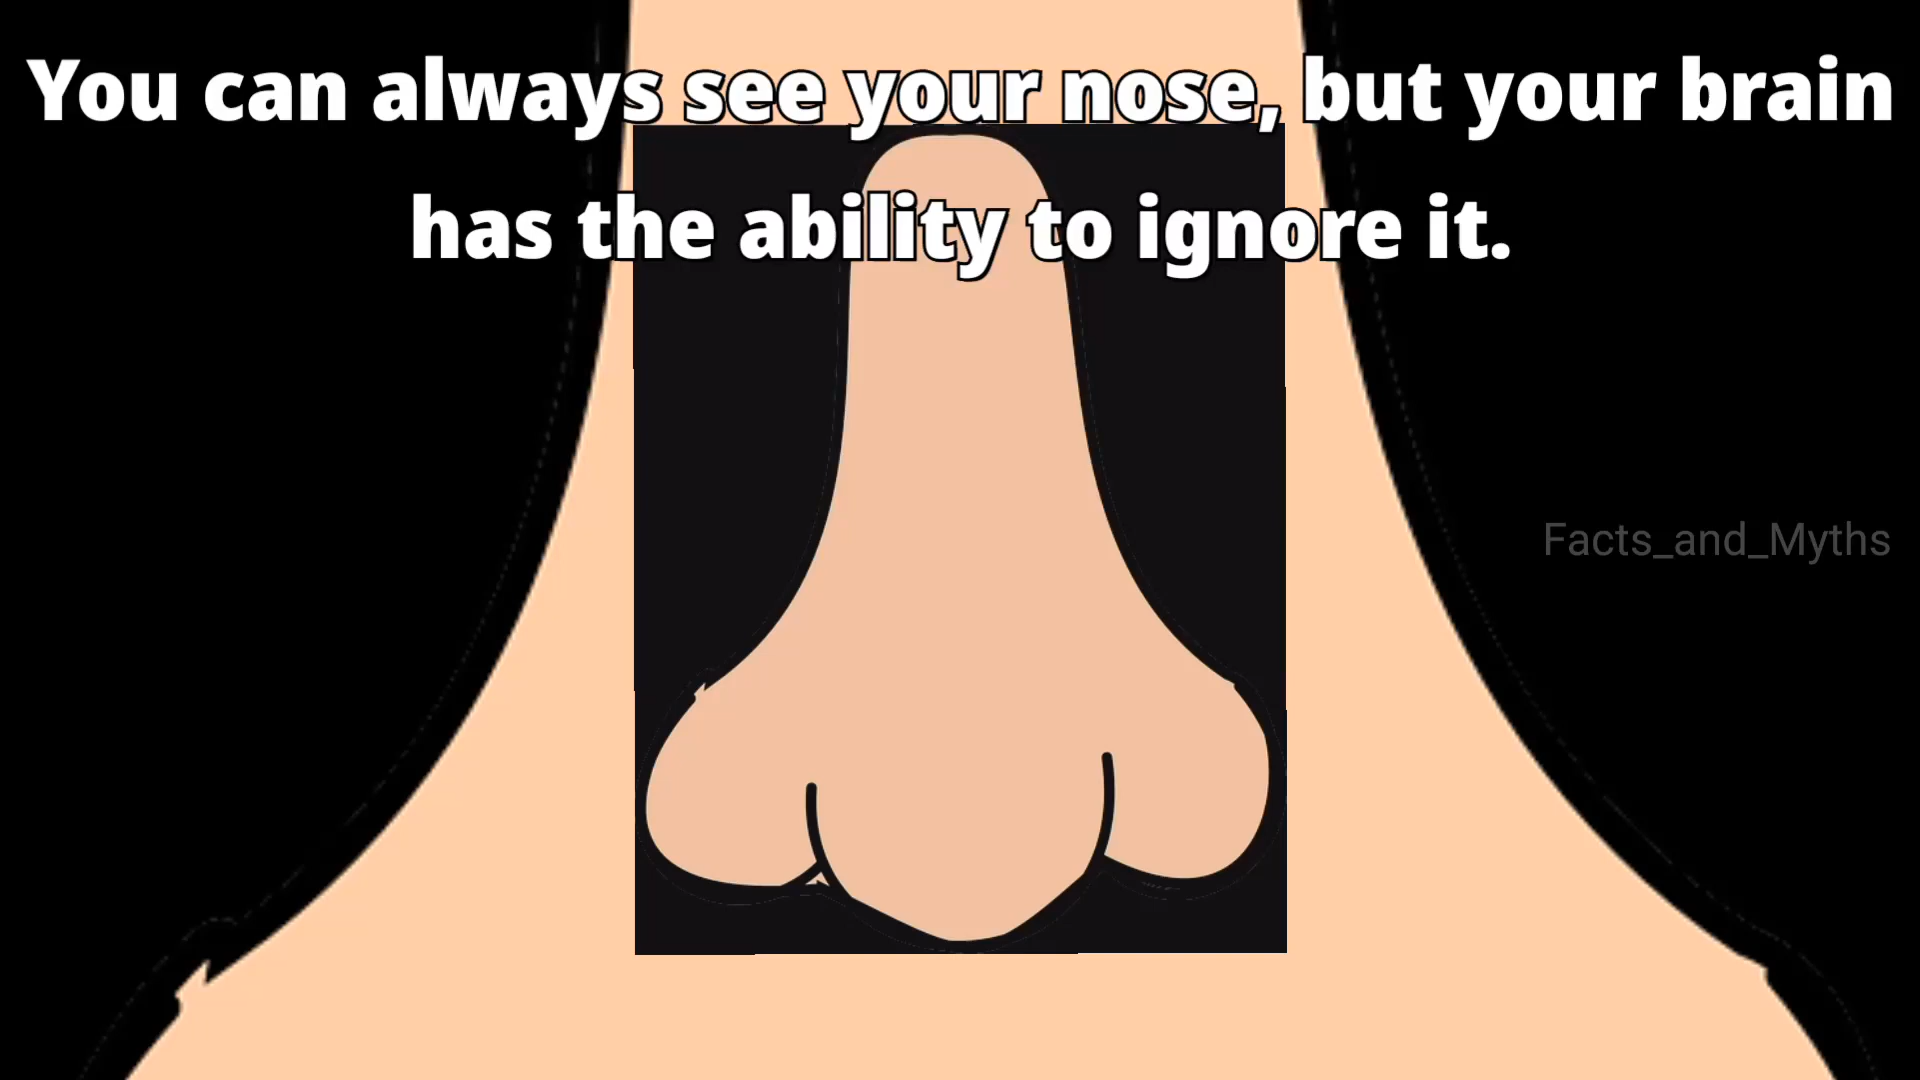 You can always see your nose, but your brain
has the ability to ignore it.
Facts_and_Myths